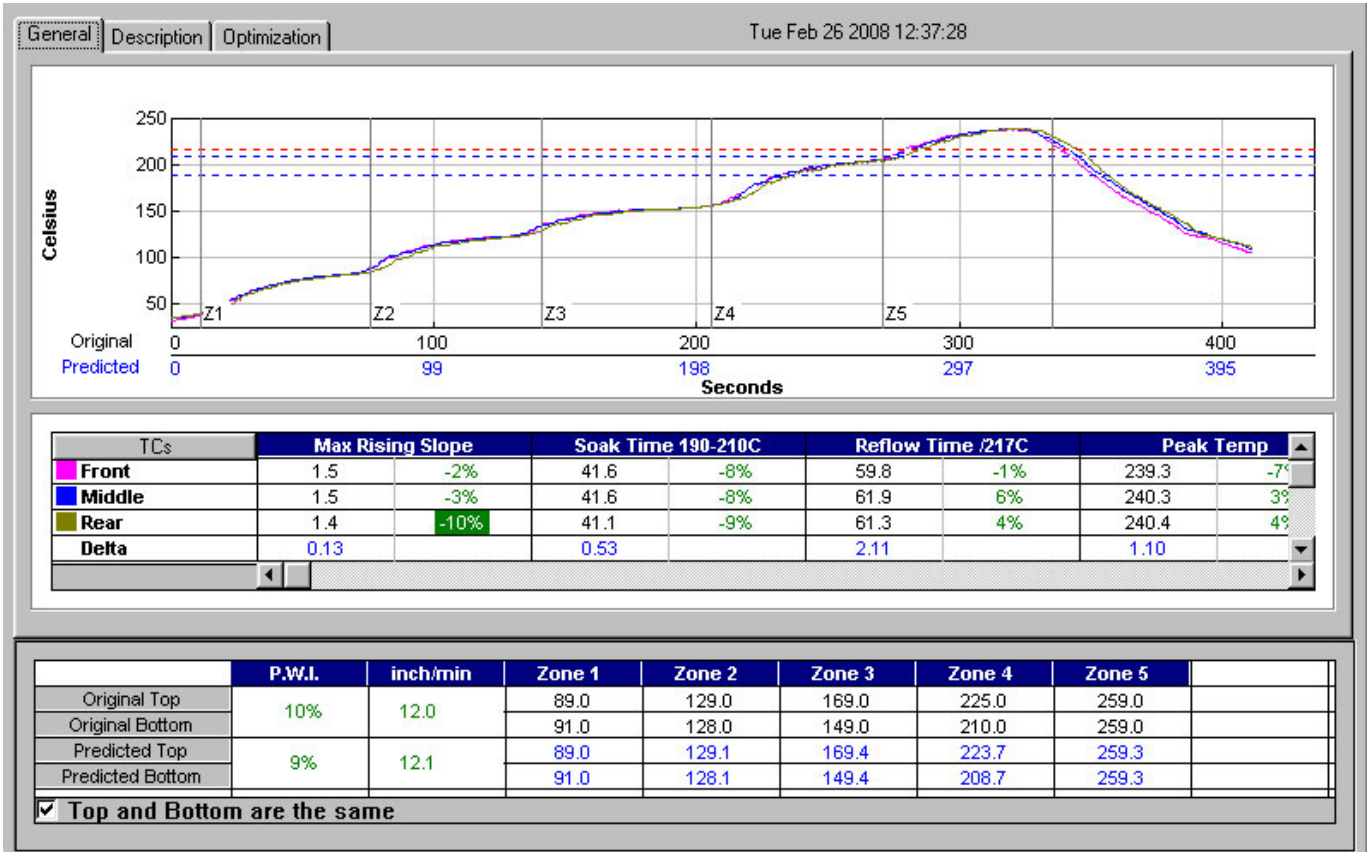 General Description Optimization Tue Feb 26 2008 12:37:28
250
200
150
100
50
Celsius
Z1 Z2 Z3 Z4 Z5
Original 0 100 200 300 400
Predicted 0 99 198 297 395
Seconds
TCs Max Rising Slope Soak Time 190-210C Reflow Time /217C Peak Temp
Front 1.5 -2% 41.6 -8% 59.8 -1% 239.3
Middle 1.5 -3% 41.6 -8% 61.9 6% 240.3
Rear 1.4 -10% 41.1 -9% 61.3 4% 240.4
Delta 0.13 0.53 2.11 1.10
P.W.I. inch/min Zone 1 Zone 2 Zone 3 Zone 4 Zone 5
Original Top 10% 12.0 89.0 129.0 169.0 225.0 259.0
Original Bottom 91.0 128.0 149.0 210.0 259.0
Predicted Top 9% 12.1 89.0 129.1 169.4 223.7 259.3
Predicted Bottom 91.0 128.1 149.4 208.7 259.3
Top and Bottom are the same